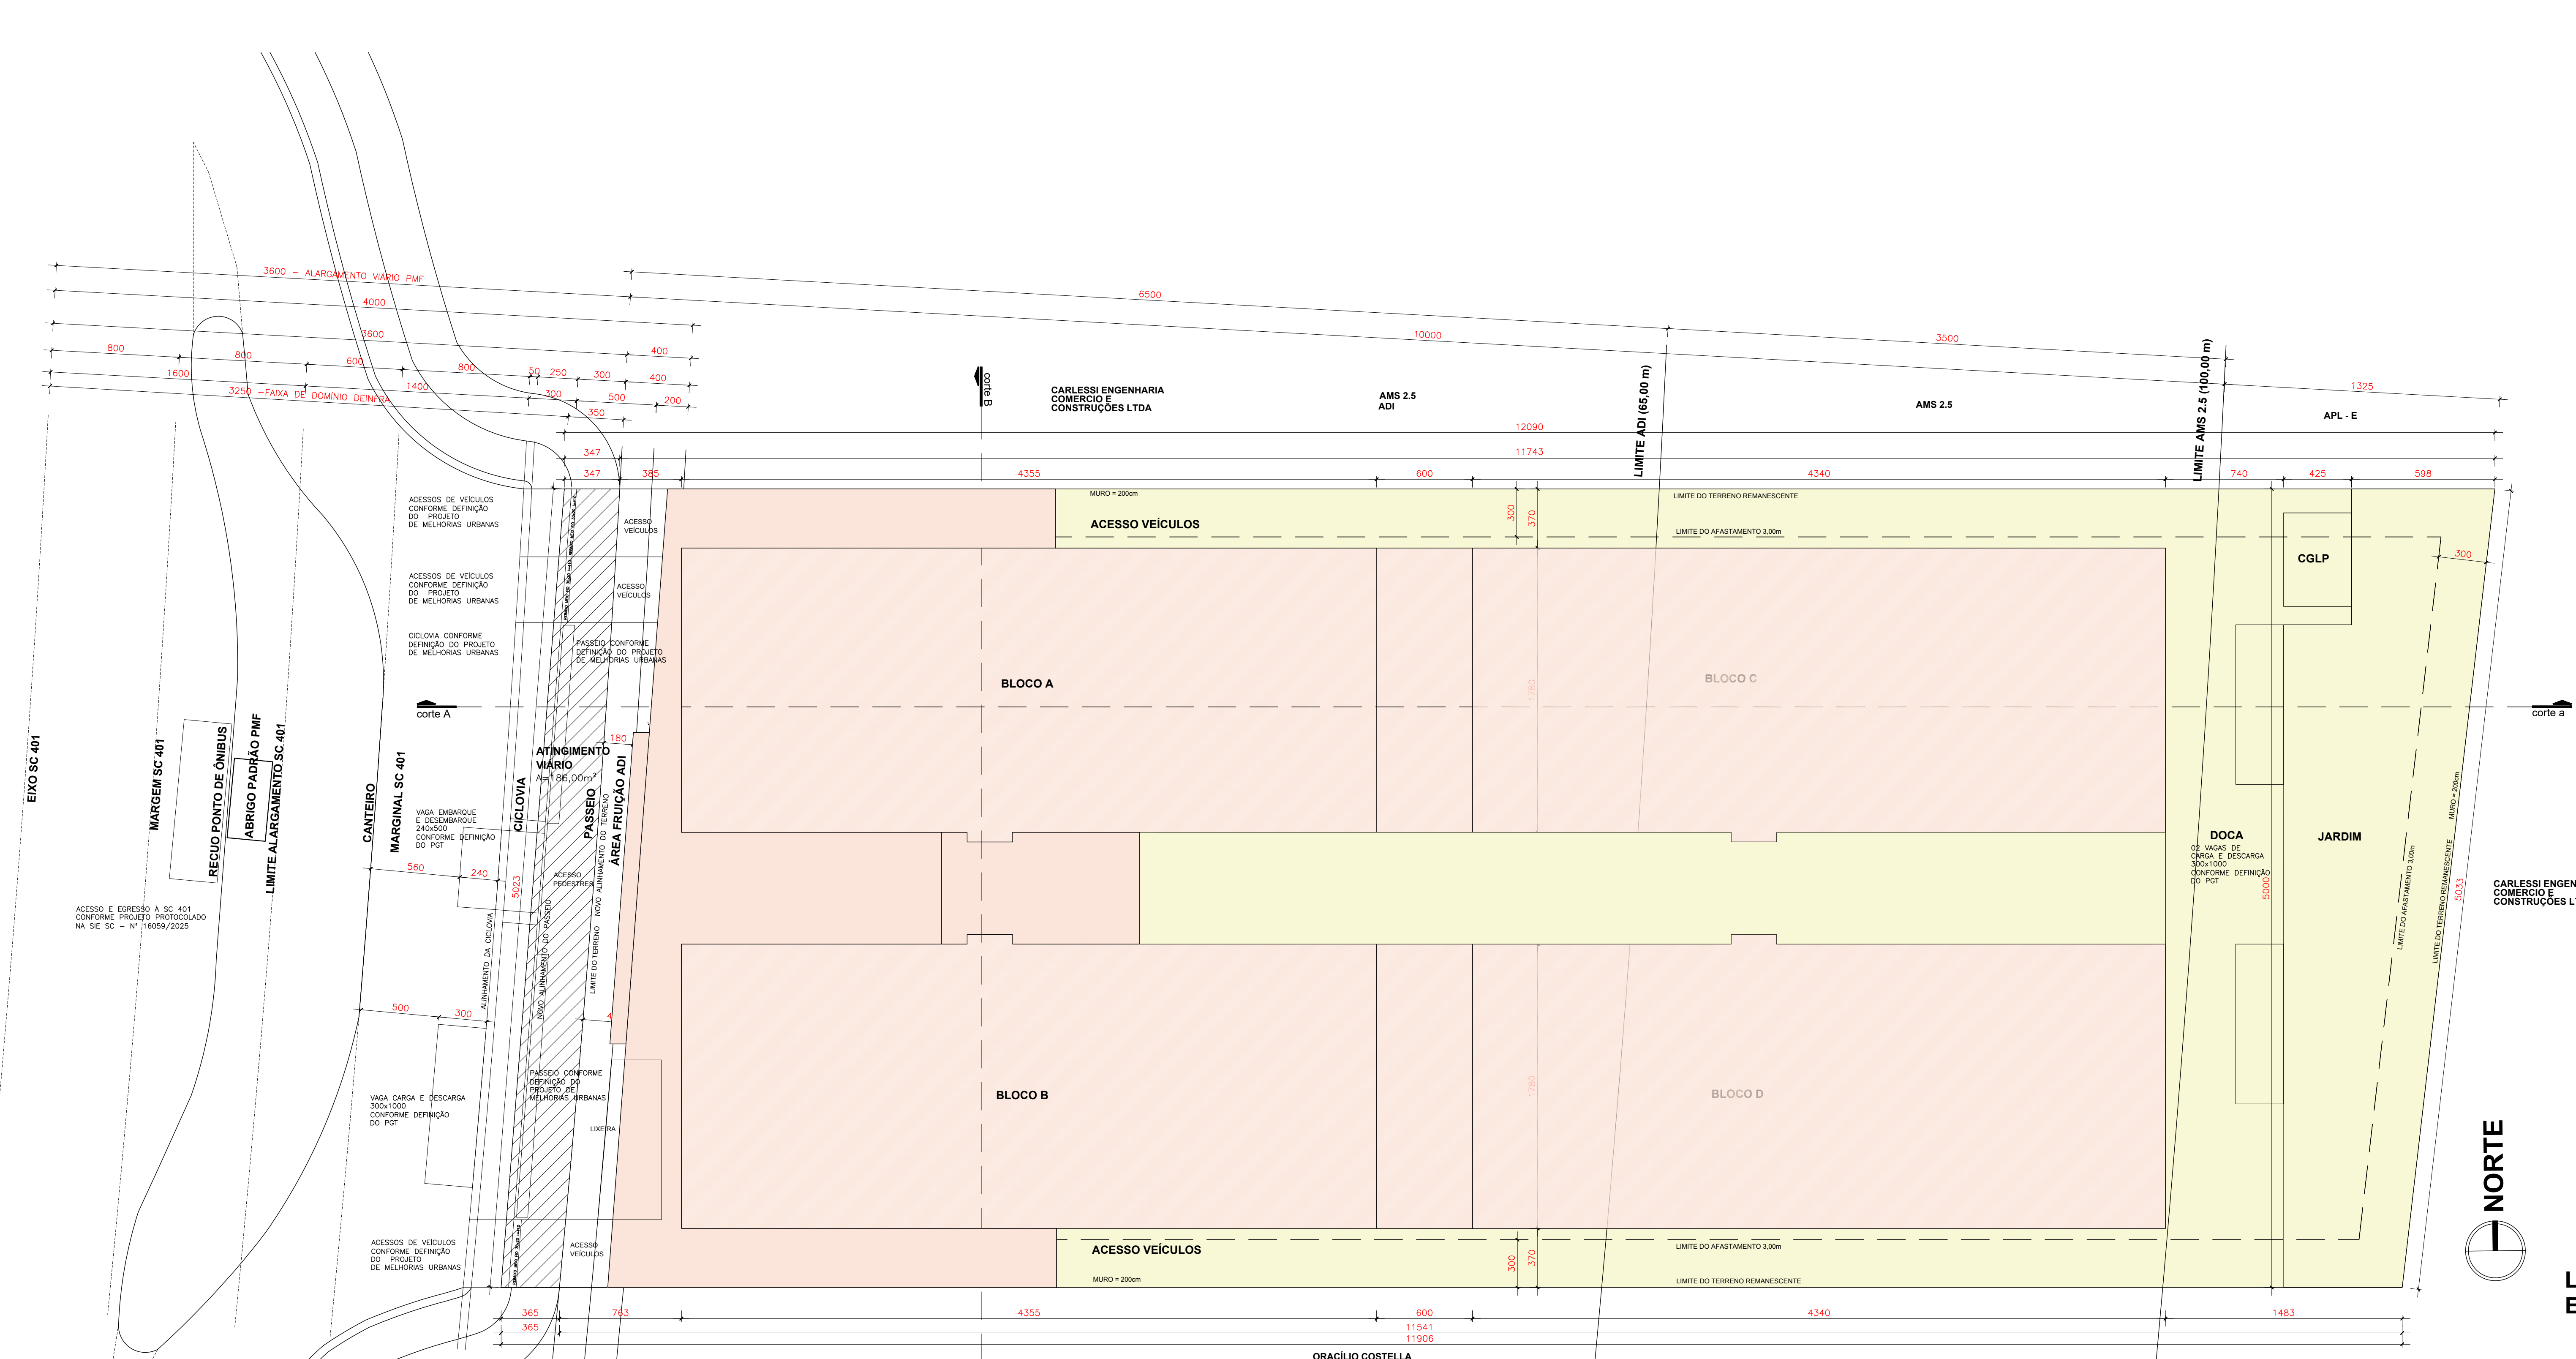 3600 - ALARGAMENTO VIÁRIO PMF
4000
3600
400
800
800
600
800
50
250
300
400
1600
1400
300
500
200
3250 -FAIXA DE DOMÍNIO DEINFRA
350
6500
10000
3500
1325
corte B
CARLESSI ENGENHARIA
COMERCIO E
CONSTRUÇÕES LTDA
AMS 2.5
ADI
LIMITE ADI (65,00 m)
AMS 2.5
LIMITE AMS 2.5 (100,00 m)
APL - E
12090
347
11743
347
385
4355
600
4340
740
425
598
ACESSOS DE VEÍCULOS
CONFORME DEFINIÇÃO
DO PROJETO
DE MELHORIAS URBANAS
ACESSO
VEÍCULOS
MURO = 200cm
ACESSO VEÍCULOS
300
370
LIMITE DO TERRENO REMANESCENTE
LIMITE DO AFASTAMENTO 3,00m
CGLP
300
ACESSOS DE VEÍCULOS
CONFORME DEFINIÇÃO
DO PROJETO
DE MELHORIAS URBANAS
ACESSO
VEÍCULOS
CICLOVIA CONFORME
DEFINIÇÃO DO PROJETO
DE MELHORIAS URBANAS
PASSEIO CONFORME
DEFINIÇÃO DO PROJETO
DE MELHORIAS URBANAS
BLOCO A
1780
BLOCO C
corte A
corte a
EIXO SC 401
MARGEM SC 401
RECUO PONTO DE ÔNIBUS
ABRIGO PADRÃO PMF
LIMITE ALARGAMENTO SC 401
CANTEIRO
MARGINAL SC 401
CICLOVIA
ATINGIMENTO
VIÁRIO
A=186,00m²
180
PASSEIO
ÁREA FRUIÇÃO ADI
LIMITE DO TERRENO
NOVO ALINHAMENTO DO TERRENO
VAGA EMBARQUE
E DESEMBARQUE
240x500
CONFORME DEFINIÇÃO
DO PGT
560
240
5023
ACESSO
PEDESTRES
ALINHAMENTO DA CICLOVIA
NOVO ALINHAMENTO DO PASSEIO
ACESSO E EGRESSO À SC 401
CONFORME PROJETO PROTOCOLADO
NA SIE SC - N° 16059/2025
DOCA
02 VAGAS DE
CARGA E DESCARGA
300x1000
CONFORME DEFINIÇÃO
DO PGT
5000
JARDIM
LIMITE DO AFASTAMENTO 3,00m
LIMITE DO TERRENO REMANESCENTE
MURO = 200cm
5033
CARLESSI ENGEN
COMERCIO E
CONSTRUÇÕES L
500
300
4
PASSEIO CONFORME
DEFINIÇÃO DO
PROJETO DE
MELHORIAS URBANAS
VAGA CARGA E DESCARGA
300x1000
CONFORME DEFINIÇÃO
DO PGT
LIXEIRA
BLOCO B
1780
BLOCO D
NORTE
ACESSOS DE VEÍCULOS
CONFORME DEFINIÇÃO
DO PROJETO
DE MELHORIAS URBANAS
ACESSO
VEÍCULOS
ACESSO VEÍCULOS
MURO = 200cm
300
370
LIMITE DO AFASTAMENTO 3,00m
LIMITE DO TERRENO REMANESCENTE
L
E
365
763
4355
600
4340
1483
365
11541
11906
ORACÍLIO COSTELLA